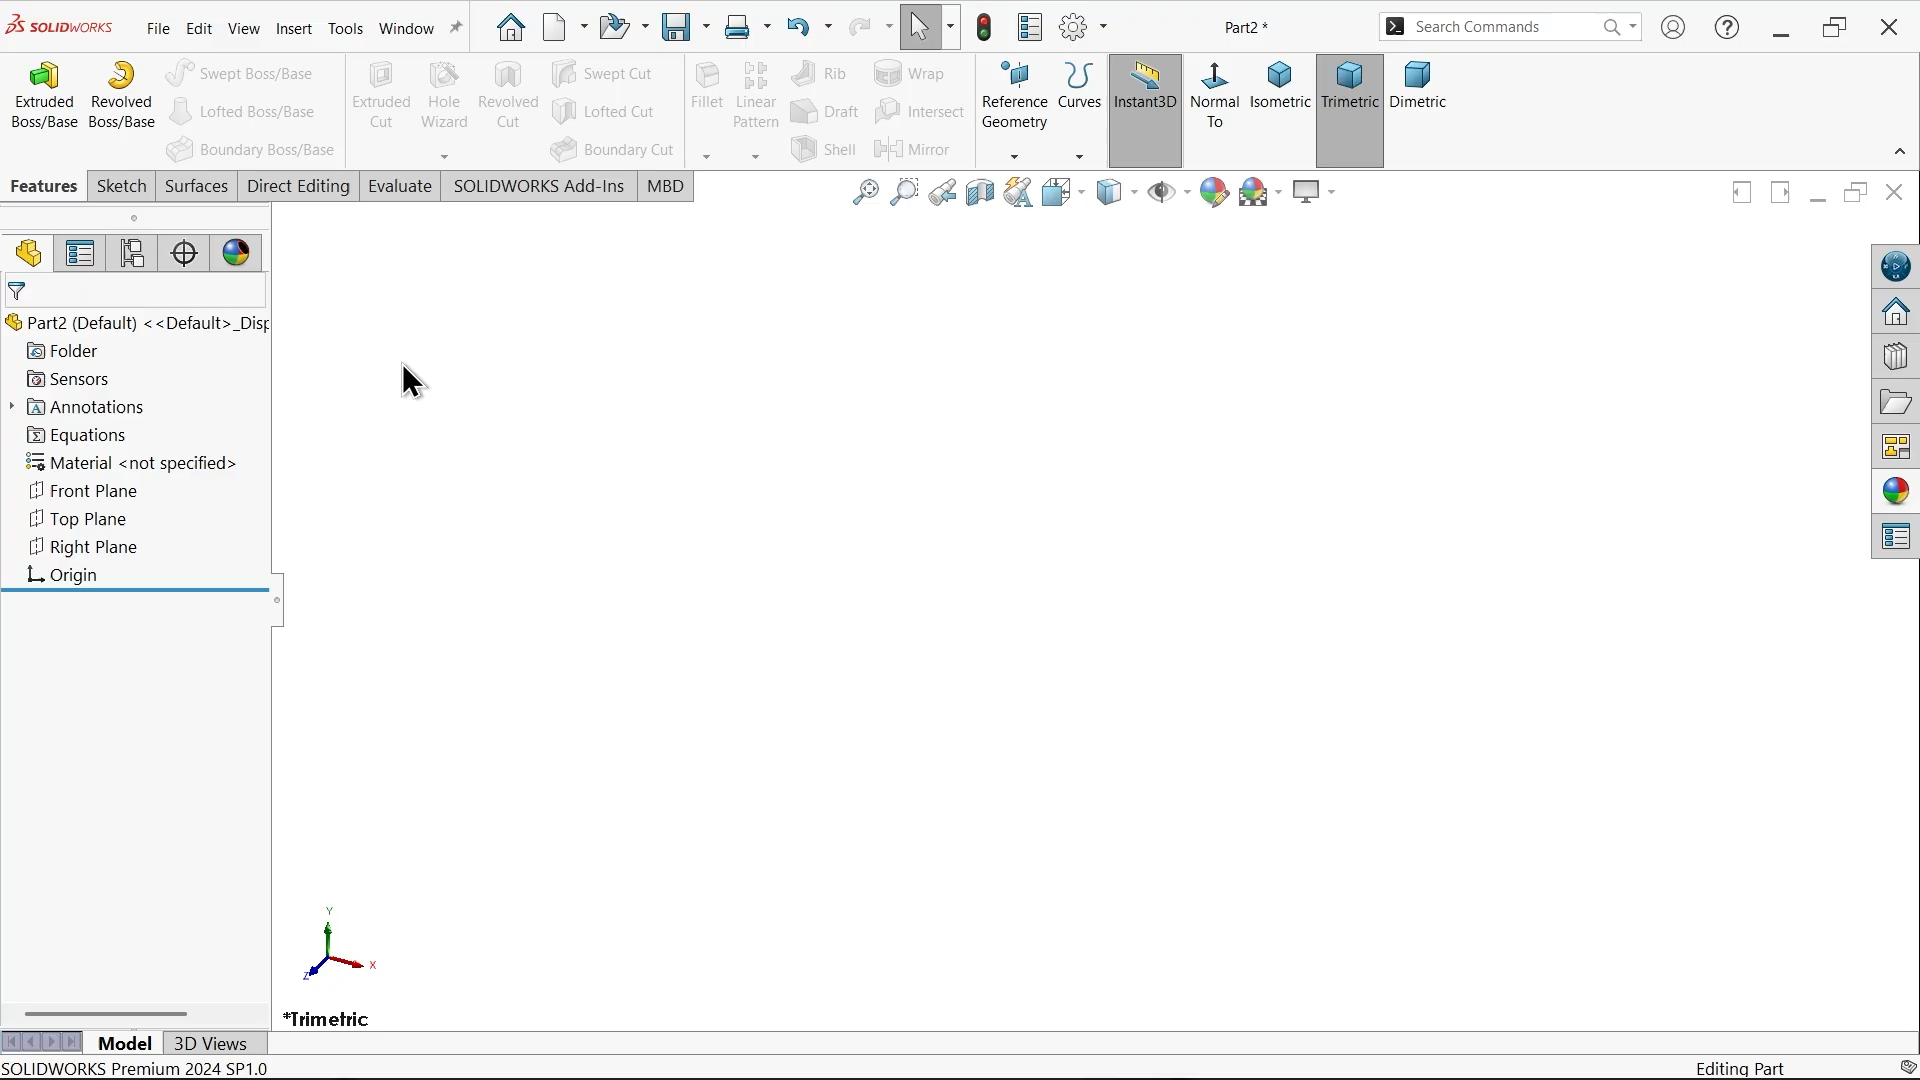 SOLIDWORKS File Edit View Insert Tools Window Part2 * Search Commands
Extruded Boss/Base
Revolved Boss/Base
Swept Boss/Base
Lofted Boss/Base
Boundary Boss/Base
Extruded Cut
Hole Wizard
Revolved Cut
Swept Cut
Lofted Cut
Boundary Cut
Fillet
Linear Pattern
Rib
Draft
Shell
Wrap
Intersect
Mirror
Reference Geometry
Curves
Instant3D
Normal To
Isometric
Trimetric
Dimetric
Features Sketch Surfaces Direct Editing Evaluate SOLIDWORKS Add-Ins MBD
Part2 (Default) <<Default>_Disp
Folder
Sensors
Annotations
Equations
Material <not specified>
Front Plane
Top Plane
Right Plane
Origin
Y
X
Z
*Trimetric
Model 3D Views
SOLIDWORKS Premium 2024 SP1.0 Editing Part